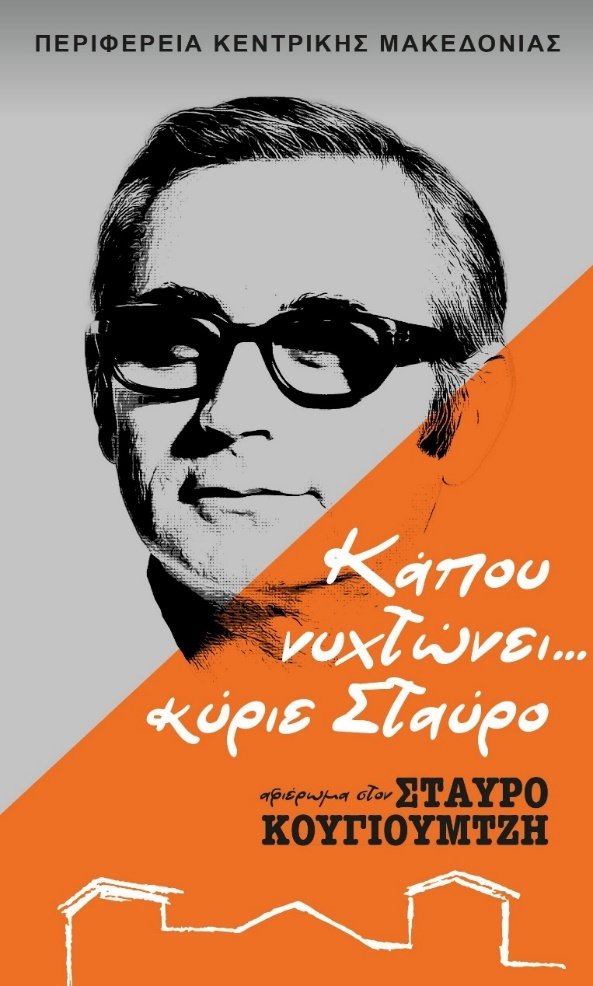 ΠΕΡΙΦΕΡΕΙΑ ΚΕΝΤΡΙΚΗΣ ΜΑΚΕΔΟΝΙΑΣ
Κάπου
νυχτώνει...
κύριε Σταύρο
αφιέρωμα στον ΣΤΑΥΡΟ
ΚΟΥΓΙΟΥΜΤΖΗ